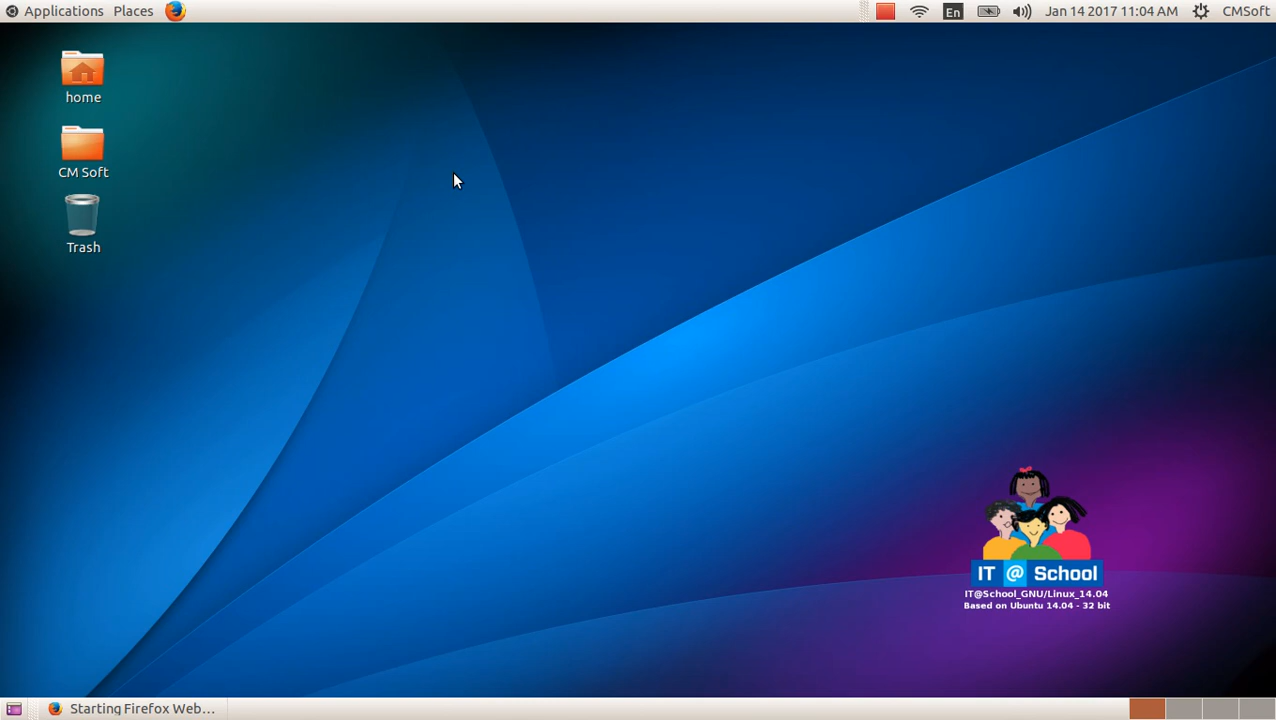 Applications Places En Jan 14 2017 11:04 AM CMSoft
home
CM Soft
Trash
IT @ School
IT@School_GNU/Linux_14.04
Based on Ubuntu 14.04 - 32 bit
Starting Firefox Web...